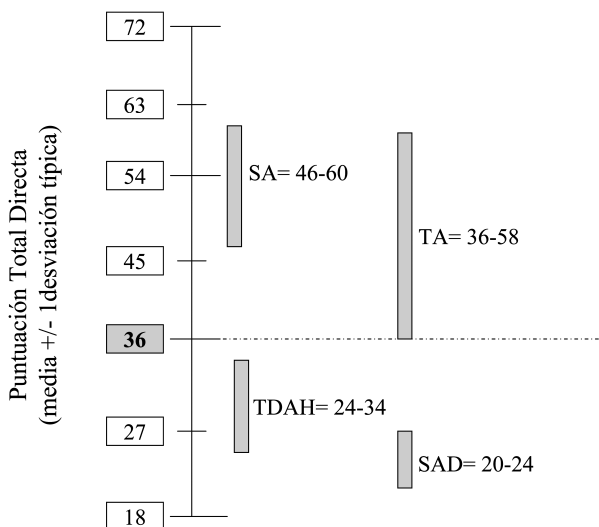 Puntuación Total Directa
(media +/- 1desviación típica)
72
63
54
45
36
27
18
SA= 46-60
TA= 36-58
TDAH= 24-34
SAD= 20-24